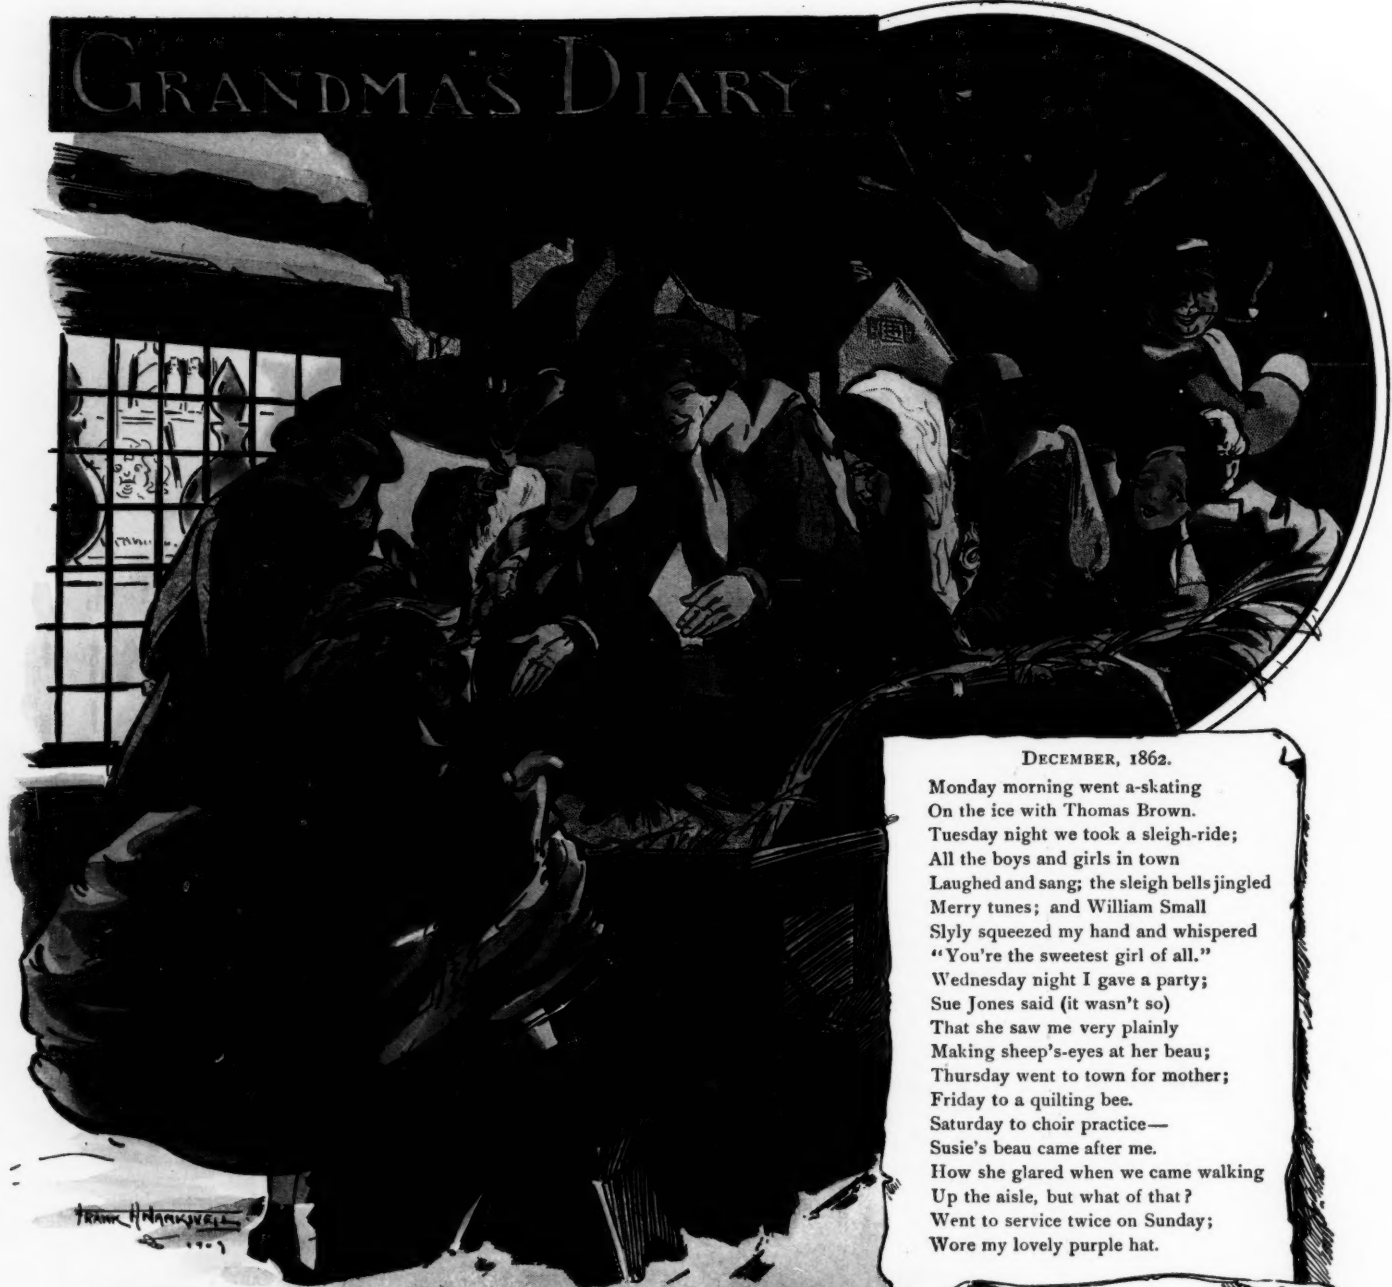 GRANDMA'S DIARY.
DECEMBER, 1862.
Monday morning went a-skating
On the ice with Thomas Brown.
Tuesday night we took a sleigh-ride;
All the boys and girls in town
Laughed and sang; the sleigh bells jingled
Merry tunes; and William Small
Slyly squeezed my hand and whispered
"You're the sweetest girl of all."
Wednesday night I gave a party;
Sue Jones said (it wasn't so)
That she saw me very plainly
Making sheep's-eyes at her beau;
Thursday went to town for mother;
Friday to a quilting bee.
Saturday to choir practice—
Susie's beau came after me.
How she glared when we came walking
Up the aisle, but what of that?
Went to service twice on Sunday;
Wore my lovely purple hat.
FRANK